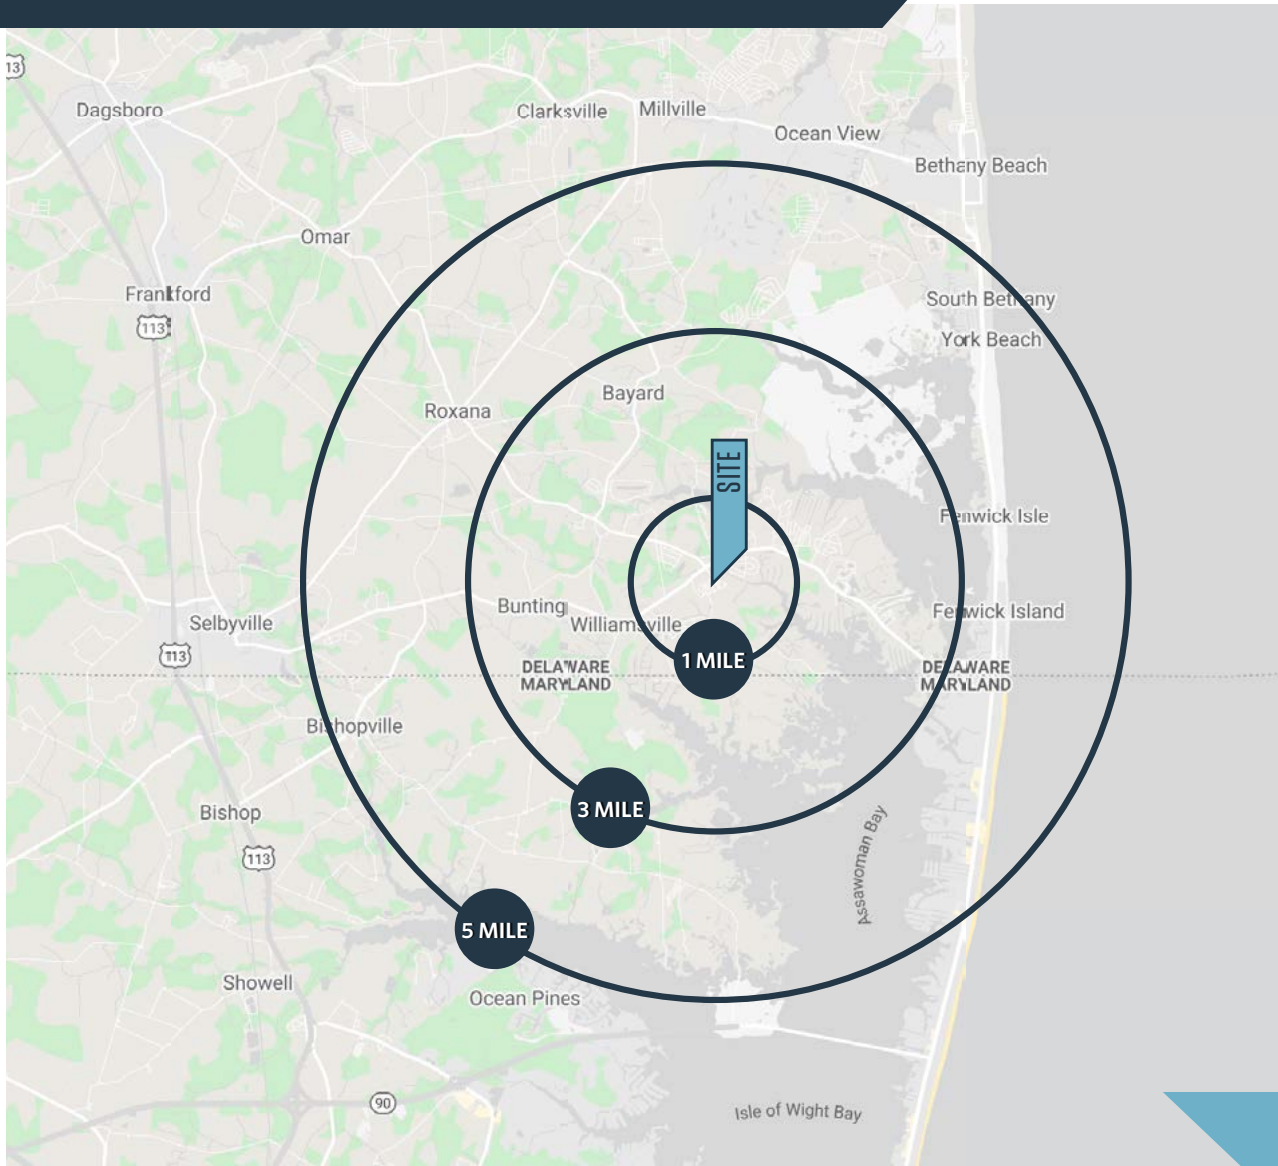 13
Dagsboro
Clarksville
Millville
Ocean View
Bethany Beach
Omar
Frankford
113
South Bethany
York Beach
Bayard
Roxana
SITE
Fenwick Isle
Bunting
Williamsville
Fenwick Island
Selbyville
113
1 MILE
DELAWARE
MARYLAND
DELAWARE
MARYLAND
Bishopville
3 MILE
Bishop
113
Assawoman Bay
5 MILE
Showell
Ocean Pines
90
Isle of Wight Bay